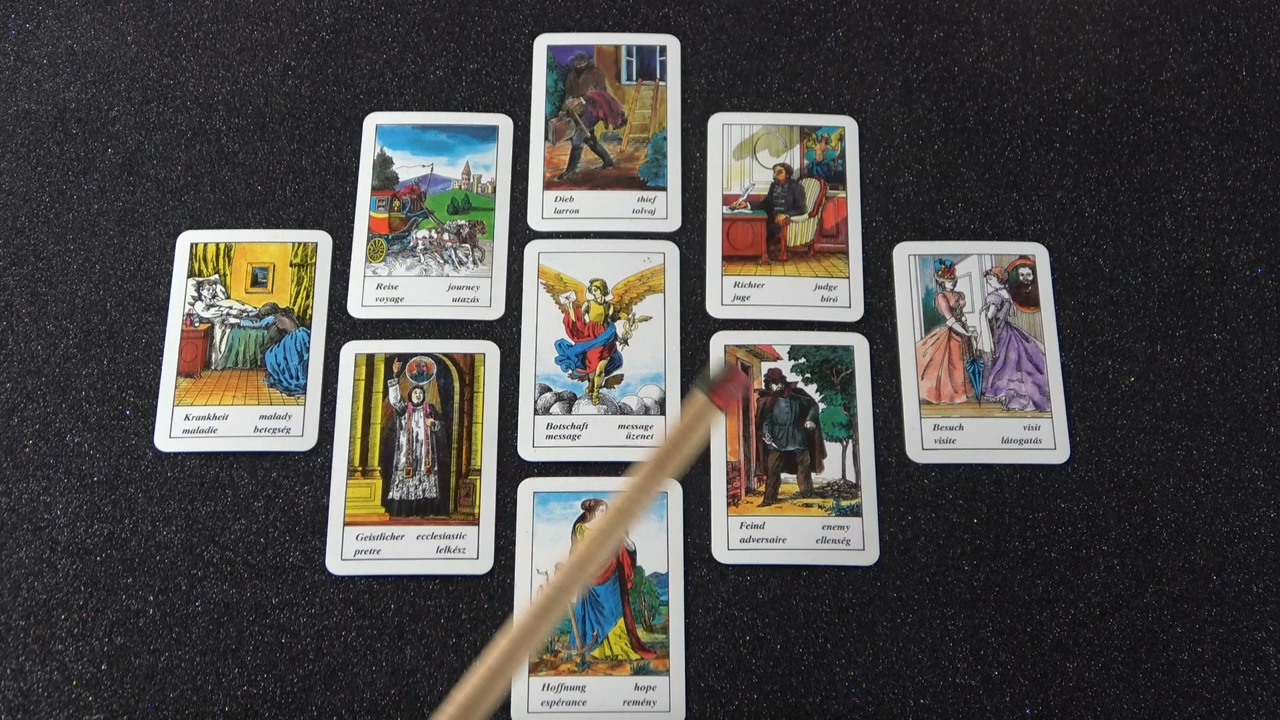 Dieb thief
larron tolvaj
Reise journey
voyage utazás
Richter judge
juge bíró
Krankheit malady
maladie betegség
Botschaft message
message üzenet
Besuch visit
visite látogatás
Geistlicher ecclesiastic
pretre lelkész
Feind enemy
adversaire ellenség
Hoffnung hope
espérance remény